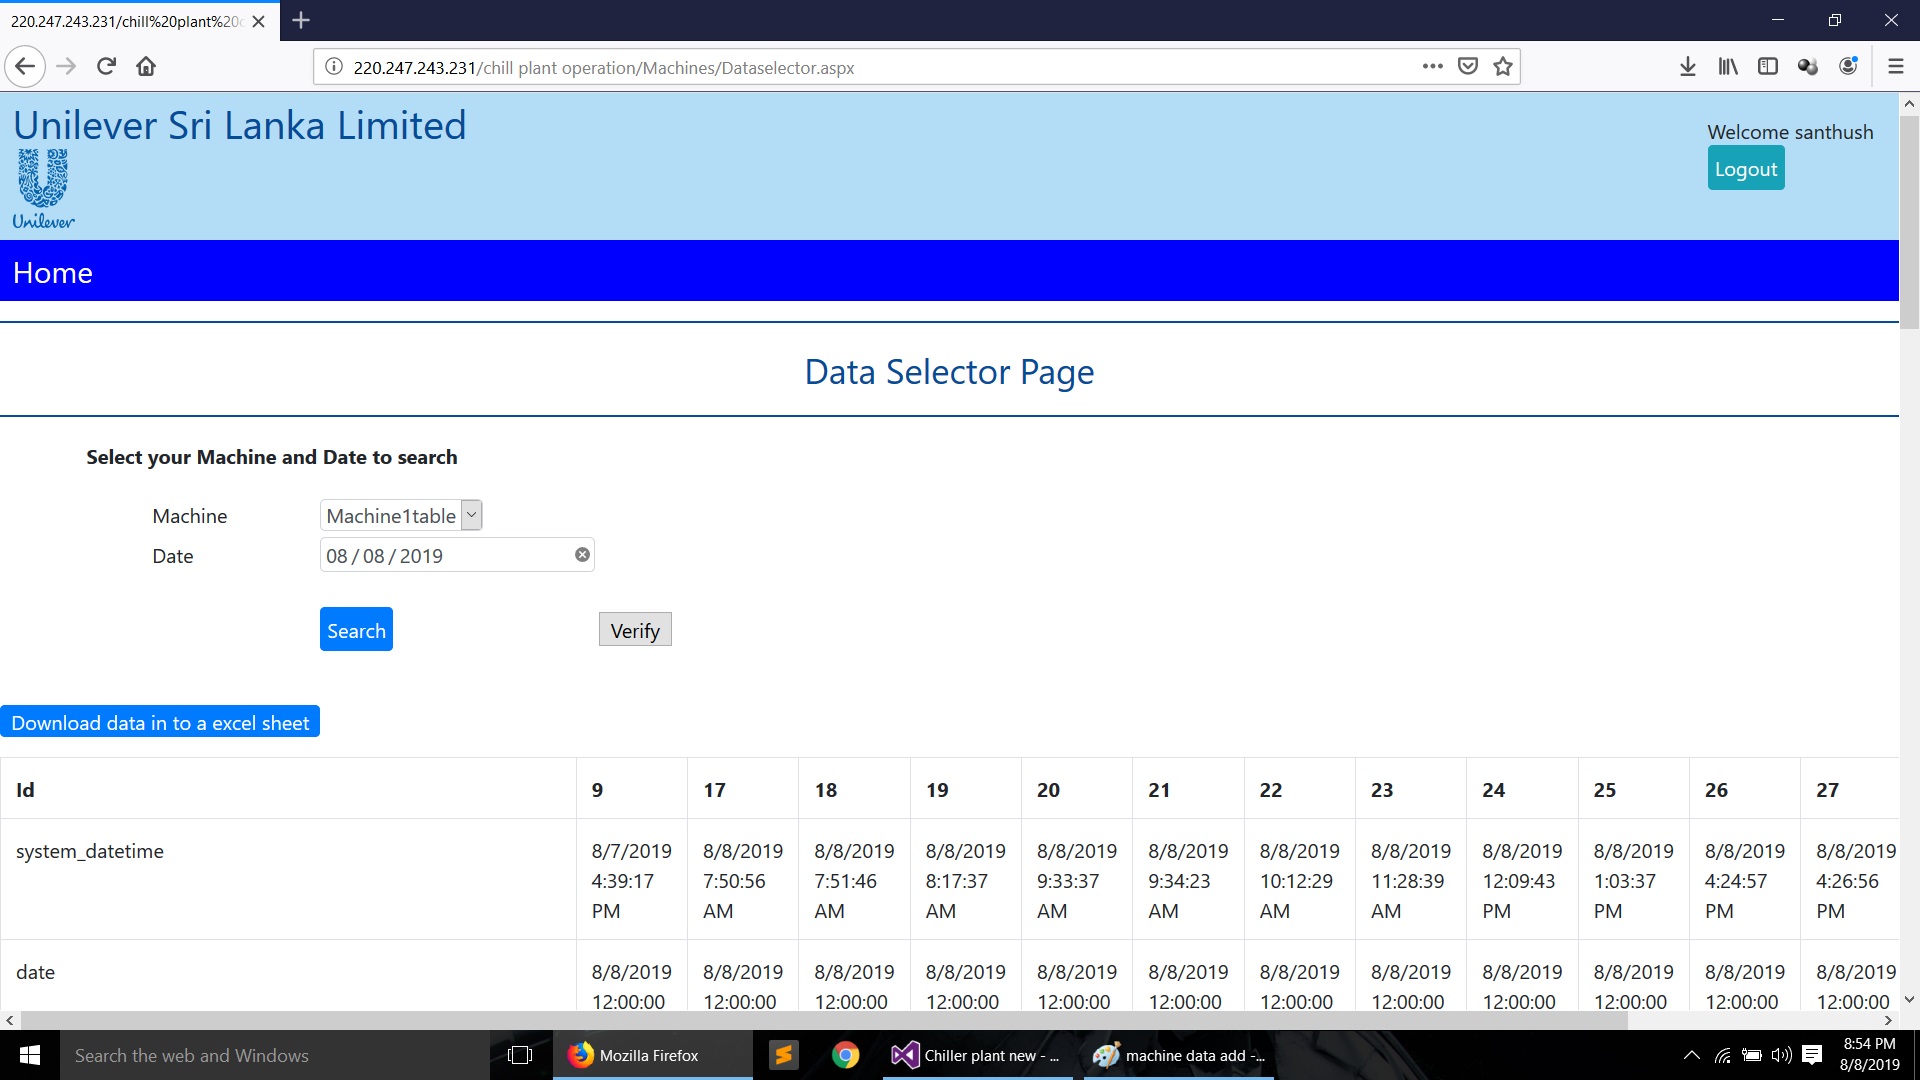 220.247.243.231/chill%20plant%20
220.247.243.231/chill plant operation/Machines/Dataselector.aspx
Unilever Sri Lanka Limited
Unilever
Welcome santhush
Logout
Home
Data Selector Page
Select your Machine and Date to search
Machine Machine1table
Date 08 / 08 / 2019
Search Verify
Download data in to a excel sheet
Id 9 17 18 19 20 21 22 23 24 25 26 27
system_datetime 8/7/2019 8/8/2019 8/8/2019 8/8/2019 8/8/2019 8/8/2019 8/8/2019 8/8/2019 8/8/2019 8/8/2019 8/8/2019 8/8/2019
4:39:17 7:50:56 7:51:46 8:17:37 9:33:37 9:34:23 10:12:29 11:28:39 12:09:43 1:03:37 4:24:57 4:26:56
PM AM AM AM AM AM AM AM PM PM PM PM
date 8/8/2019 8/8/2019 8/8/2019 8/8/2019 8/8/2019 8/8/2019 8/8/2019 8/8/2019 8/8/2019 8/8/2019 8/8/2019 8/8/2019
12:00:00 12:00:00 12:00:00 12:00:00 12:00:00 12:00:00 12:00:00 12:00:00 12:00:00 12:00:00 12:00:00 12:00:00
Search the web and Windows
Mozilla Firefox
Chiller plant new - ...
machine data add -...
8:54 PM
8/8/2019